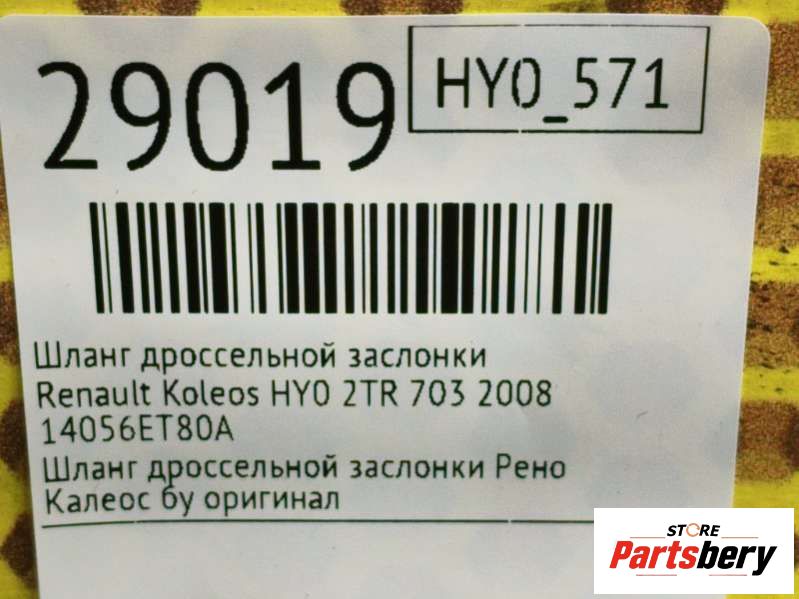 29019
HY0_571
Шланг дроссельной заслонки
Renault Koleos HY0 2TR 703 2008
14056ET80A
Шланг дроссельной заслонки Рено
Калеос бу оригинал
STORE
Partsbery